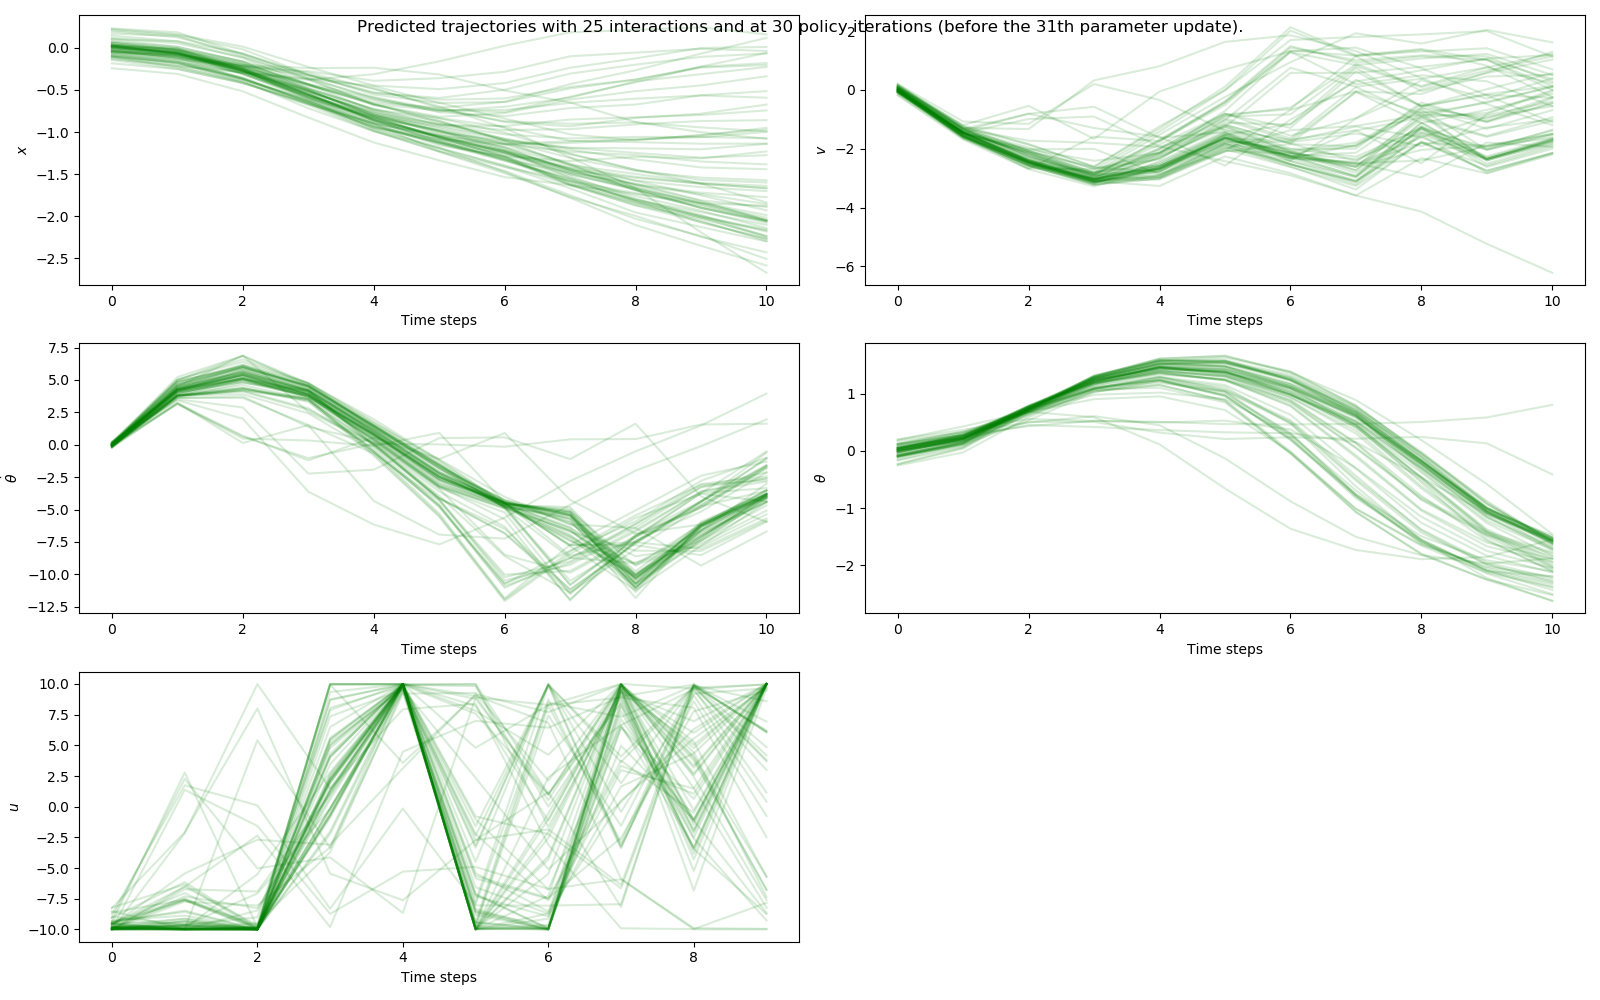 Predicted trajectories with 25 interactions and at 30 policy iterations (before the 31th parameter update).
0.0
−0.5
−1.0
−1.5
−2.0
−2.5
x
0 2 4 6 8 10
Time steps
2
0
−2
−4
−6
v
0 2 4 6 8 10
Time steps
7.5
5.0
2.5
0.0
−2.5
−5.0
−7.5
−10.0
−12.5
θ̇
0 2 4 6 8 10
Time steps
1
0
−1
−2
θ
0 2 4 6 8 10
Time steps
10.0
7.5
5.0
2.5
0.0
−2.5
−5.0
−7.5
−10.0
u
0 2 4 6 8
Time steps